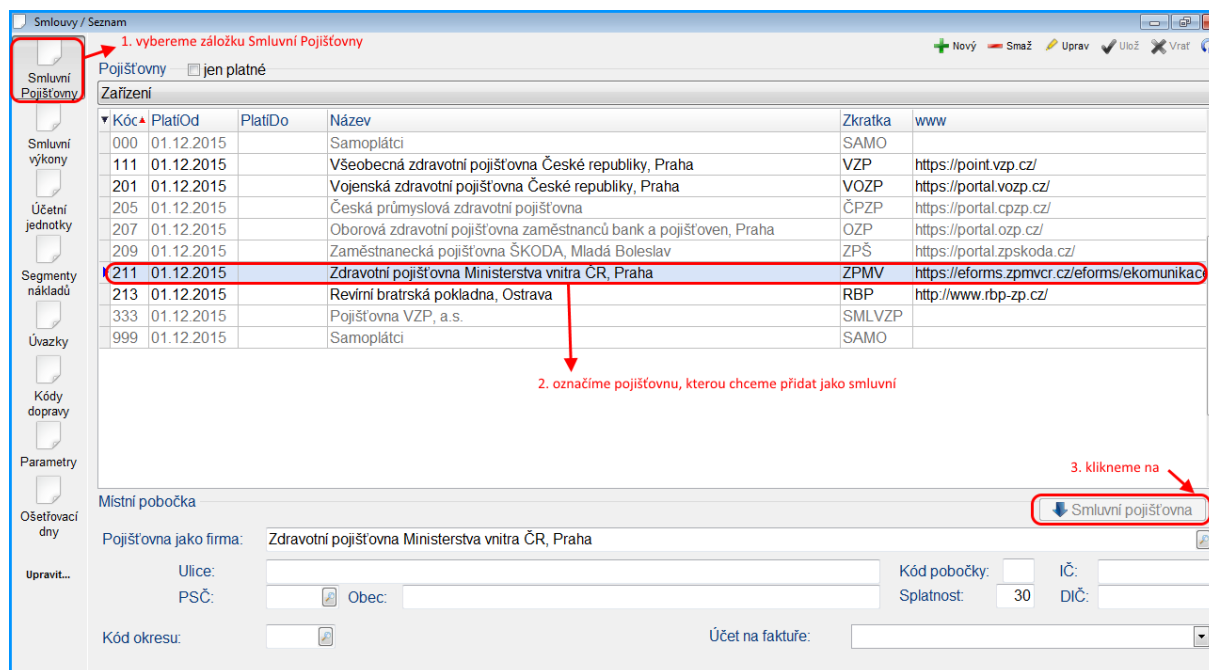 Smlouvy / Seznam
1. vybereme záložku Smluvní Pojišťovny
Nový Smaž Uprav Ulož Vrať
Smluvní
Pojišťovny
Smluvní
výkony
Účetní
jednotky
Segmenty
nákladů
Úvazky
Kódy
dopravy
Parametry
Ošetřovací
dny
Upravit...
Pojišťovny jen platné
Zařízení
Kóc PlatíOd PlatíDo Název Zkratka www
000 01.12.2015 Samoplátci SAMO
111 01.12.2015 Všeobecná zdravotní pojišťovna České republiky, Praha VZP https://point.vzp.cz/
201 01.12.2015 Vojenská zdravotní pojišťovna České republiky, Praha VOZP https://portal.vozp.cz/
205 01.12.2015 Česká průmyslová zdravotní pojišťovna ČPZP https://portal.cpzp.cz/
207 01.12.2015 Oborová zdravotní pojišťovna zaměstnanců bank a pojišťoven, Praha OZP https://portal.ozp.cz/
209 01.12.2015 Zaměstnanecká pojišťovna ŠKODA, Mladá Boleslav ZPŠ https://portal.zpskoda.cz/
211 01.12.2015 Zdravotní pojišťovna Ministerstva vnitra ČR, Praha ZPMV https://eforms.zpmvcr.cz/eforms/ekomunikace
213 01.12.2015 Revírní bratrská pokladna, Ostrava RBP http://www.rbp-zp.cz/
333 01.12.2015 Pojišťovna VZP, a.s. SMLVZP
999 01.12.2015 Samoplátci SAMO
2. označíme pojišťovnu, kterou chceme přidat jako smluvní
3. klikneme na
Místní pobočka
Smluvní pojišťovna
Pojišťovna jako firma: Zdravotní pojišťovna Ministerstva vnitra ČR, Praha
Ulice: Kód pobočky: IČ:
PSČ: Obec: Splatnost: 30 DIČ:
Kód okresu: Účet na faktuře: